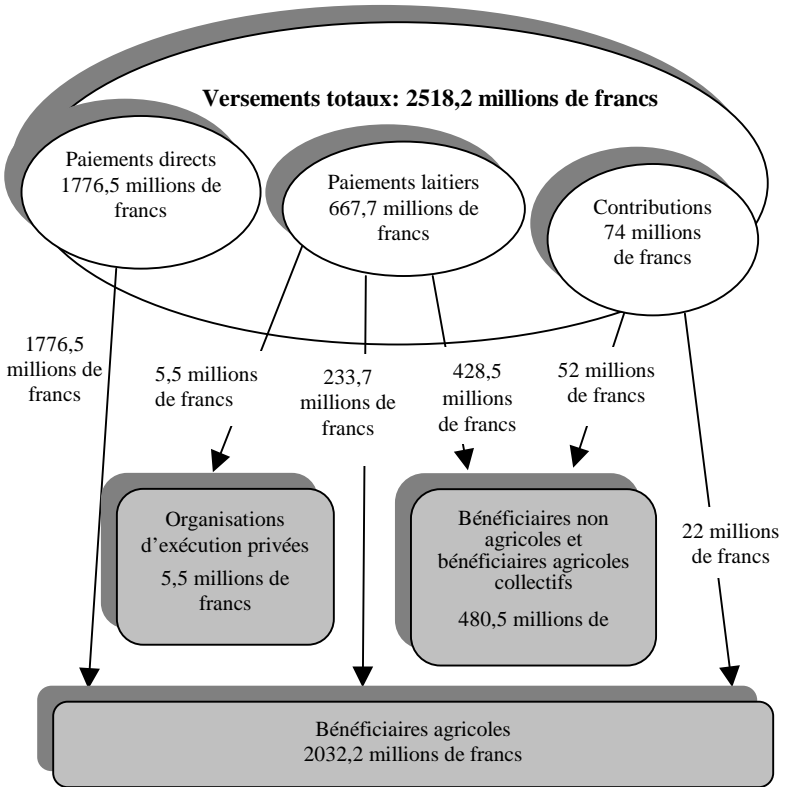 Versements totaux: 2518,2 millions de francs
Paiements directs
1776,5 millions de
francs
Paiements laitiers
667,7 millions de
francs
Contributions
74 millions
de francs
1776,5
millions de
francs
5,5 millions
de francs
233,7
millions de
francs
428,5
millions
de francs
52 millions
de francs
22 millions
de francs
Organisations
d’exécution privées
5,5 millions de
francs
Bénéficiaires non
agricoles et
bénéficiaires agricoles
collectifs
480,5 millions de
Bénéficiaires agricoles
2032,2 millions de francs